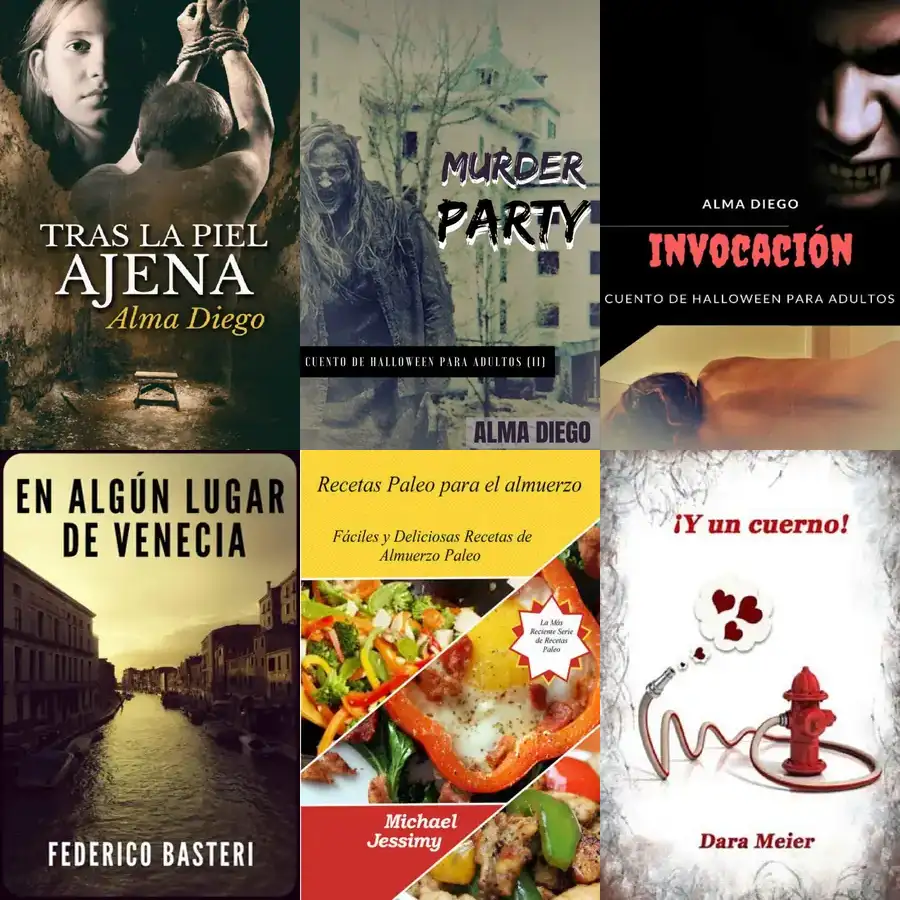 TRAS LA PIEL
AJENA
Alma Diego
MURDER
PARTY
CUENTO DE HALLOWEEN PARA ADULTOS (II)
ALMA DIEGO
ALMA DIEGO
INVOCACIÓN
CUENTO DE HALLOWEEN PARA ADULTOS
EN ALGÚN LUGAR
DE VENECIA
FEDERICO BASTERI
Recetas Paleo para el almuerzo
Fáciles y Deliciosas Recetas de
Almuerzo Paleo
La Más
Reciente Serie
de Recetas
Paleo
Michael
Jessimy
¡Y un cuerno!
Dara Meier